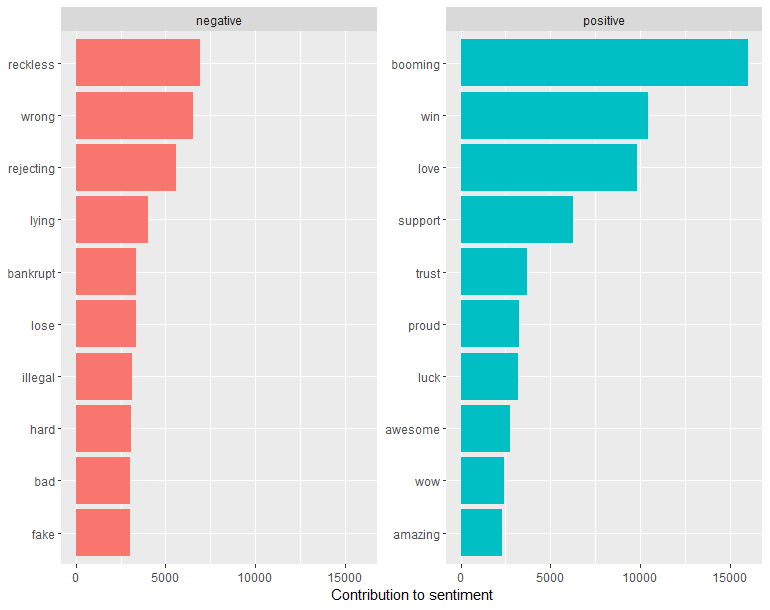 negative
reckless
wrong
rejecting
lying
bankrupt
lose
illegal
hard
bad
fake
0 5000 10000 15000
positive
booming
win
love
support
trust
proud
luck
awesome
wow
amazing
0 5000 10000 15000
Contribution to sentiment